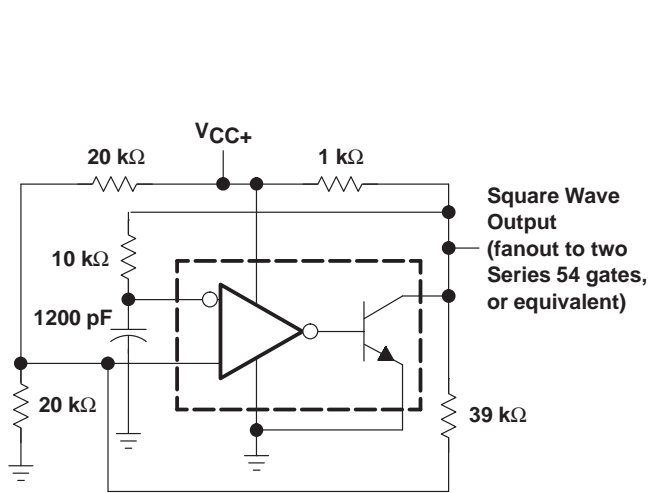 VCC+
20 kΩ
1 kΩ
Square Wave
Output
(fanout to two
Series 54 gates,
or equivalent)
10 kΩ
1200 pF
20 kΩ
39 kΩ